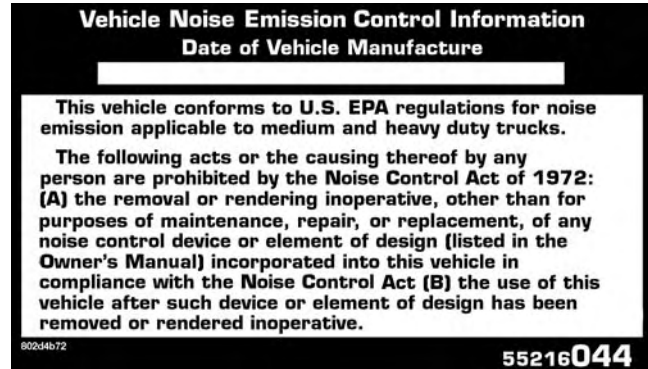 Vehicle Noise Emission Control Information
Date of Vehicle Manufacture
This vehicle conforms to U.S. EPA regulations for noise
emission applicable to medium and heavy duty trucks.
The following acts or the causing thereof by any
person are prohibited by the Noise Control Act of 1972:
(A) the removal or rendering inoperative, other than for
purposes of maintenance, repair, or replacement, of any
noise control device or element of design (listed in the
Owner's Manual) incorporated into this vehicle in
compliance with the Noise Control Act (B) the use of this
vehicle after such device or element of design has been
removed or rendered inoperative.
802d4b72
55216044